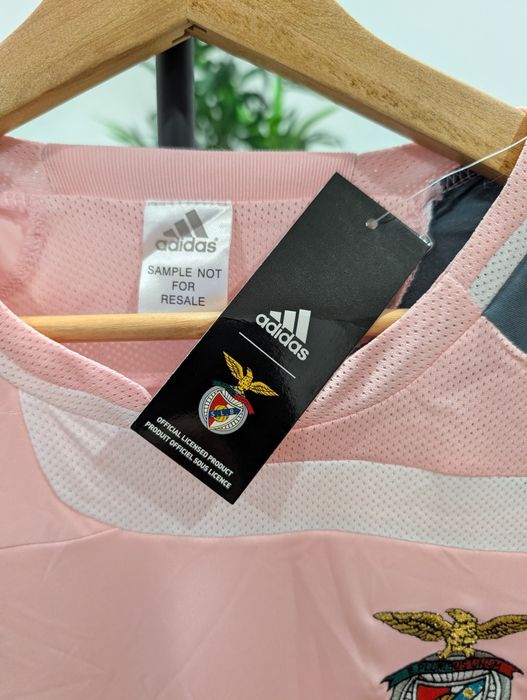 adidas
SAMPLE NOT
FOR
RESALE
adidas
OFFICIAL LICENSED PRODUCT
PRODUIT OFFICIEL SOUS LICENCE